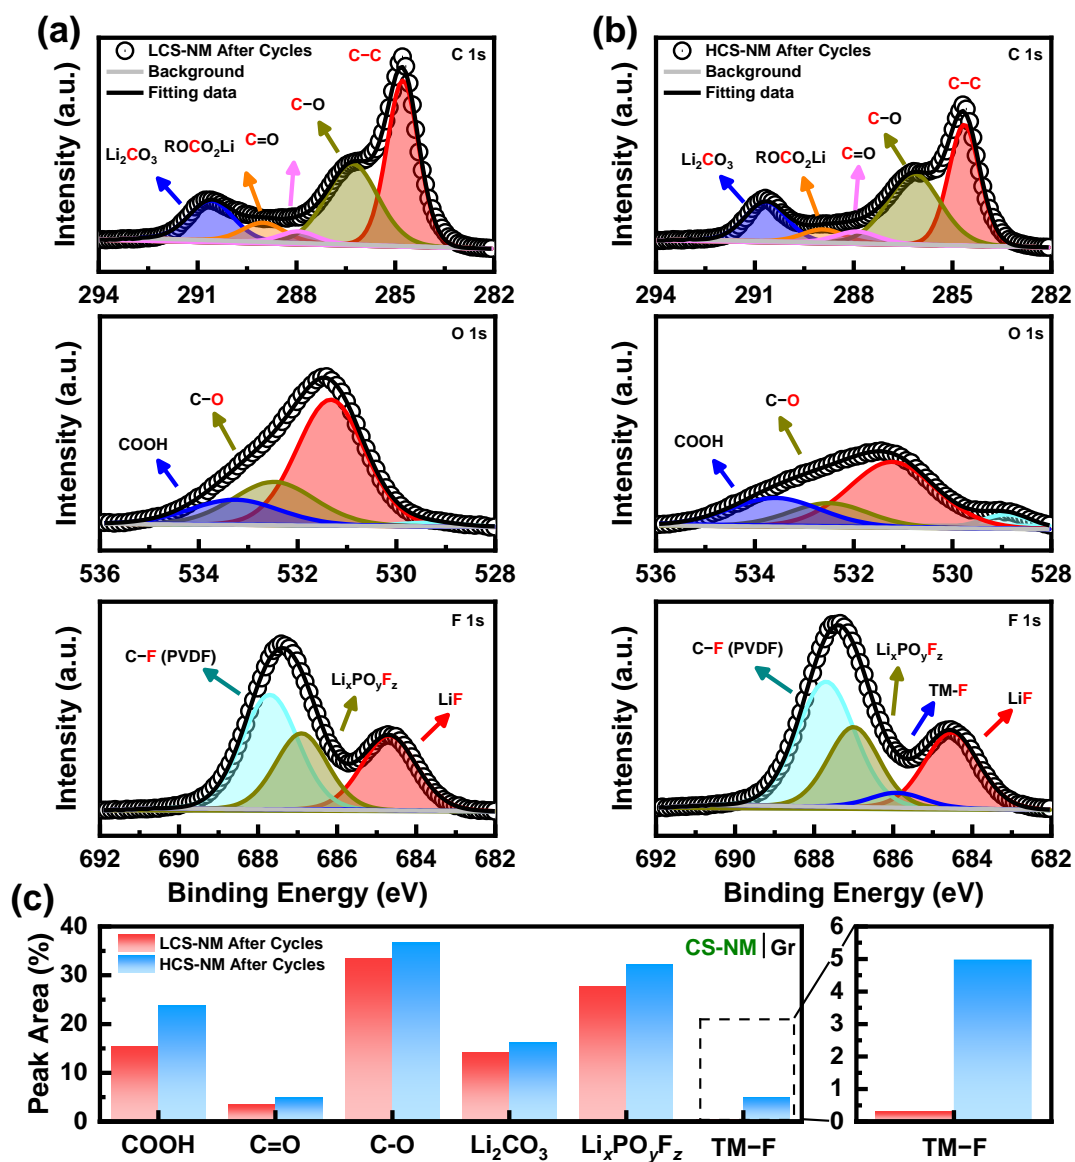 (a)
LCS-NM After Cycles
Background
Fitting data
C 1s
C−C
C−O
C=O
ROCO₂Li
Li₂CO₃
Intensity (a.u.)
294 291 288 285 282
O 1s
C−O
COOH
Intensity (a.u.)
536 534 532 530 528
F 1s
C−F (PVDF)
LiₓPOᵧF_z
LiF
Intensity (a.u.)
692 690 688 686 684 682
Binding Energy (eV)
(b)
HCS-NM After Cycles
Background
Fitting data
C 1s
C−C
C−O
C=O
ROCO₂Li
Li₂CO₃
Intensity (a.u.)
294 291 288 285 282
O 1s
C−O
COOH
Intensity (a.u.)
536 534 532 530 528
F 1s
C−F (PVDF)
LiₓPOᵧF_z
TM-F
LiF
Intensity (a.u.)
692 690 688 686 684 682
Binding Energy (eV)
(c)
LCS-NM After Cycles
HCS-NM After Cycles
CS-NM | Gr
Peak Area (%)
40
30
20
10
0
COOH C=O C-O Li₂CO₃ LiₓPOᵧF_z TM−F
6
5
4
3
2
1
0
TM−F